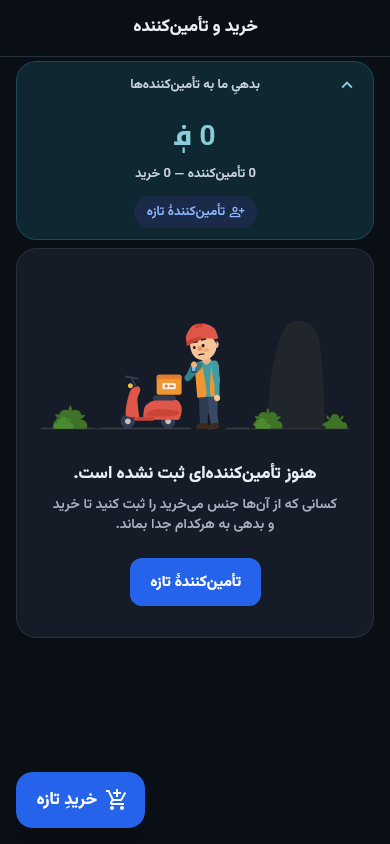 خرید و تأمین‌کننده
بدهیِ ما به تأمین‌کننده‌ها
0 ؋
0 تأمین‌کننده — 0 خرید
تأمین‌کنندهٔ تازه
هنوز تأمین‌کننده‌ای ثبت نشده است.
کسانی که از آن‌ها جنس می‌خرید را ثبت کنید تا خرید
و بدهی به هرکدام جدا بماند.
تأمین‌کنندهٔ تازه
خریدِ تازه